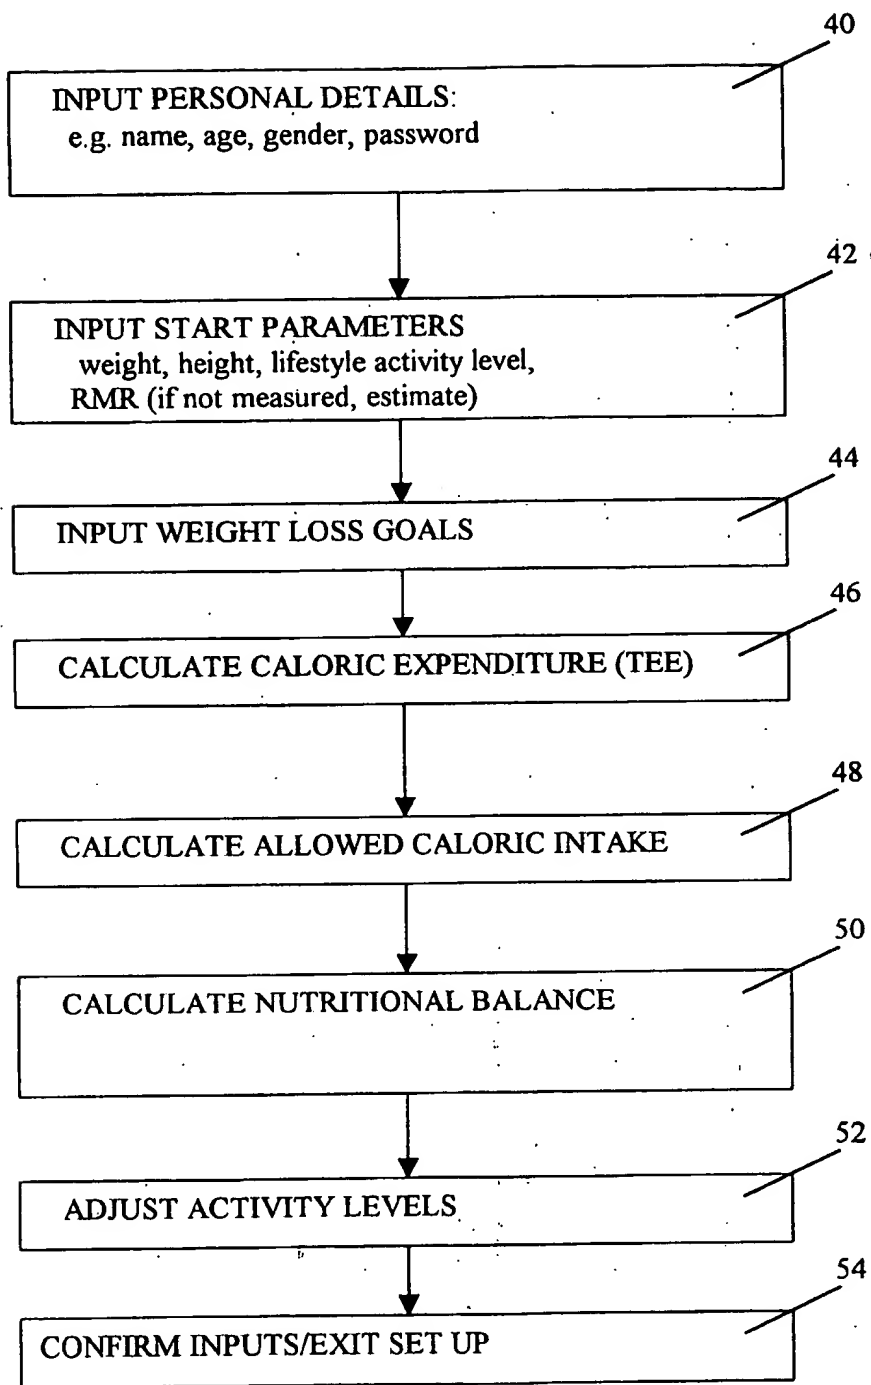 40
INPUT PERSONAL DETAILS:
e.g. name, age, gender, password
42
INPUT START PARAMETERS
weight, height, lifestyle activity level,
RMR (if not measured, estimate)
44
INPUT WEIGHT LOSS GOALS
46
CALCULATE CALORIC EXPENDITURE (TEE)
48
CALCULATE ALLOWED CALORIC INTAKE
50
CALCULATE NUTRITIONAL BALANCE
52
ADJUST ACTIVITY LEVELS
54
CONFIRM INPUTS/EXIT SET UP